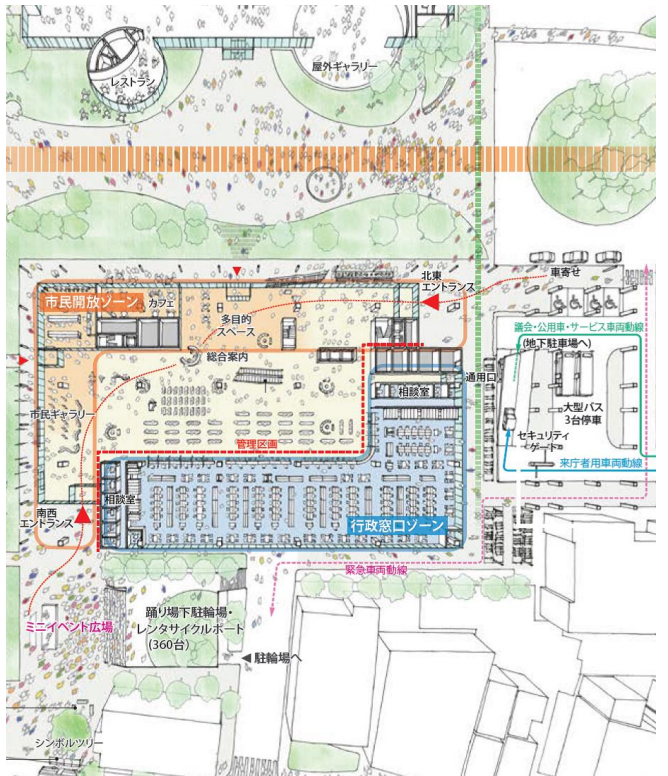 レストラン
屋外ギャラリー
北東
エントランス
車寄せ
市民開放ゾーン
カフェ
多目的
スペース
総合案内
議会・公用車・サービス車両動線
(地下駐車場へ)
通用口
相談室
大型バス
3台停車
市民ギャラリー
管理区画
セキュリティ
ゲート
来庁者用車両動線
相談室
南西
エントランス
行政窓口ゾーン
緊急車両動線
ミニイベント広場
踊り場下駐輪場・
レンタサイクルポート
(360台)
駐輪場へ
シンボルツリー